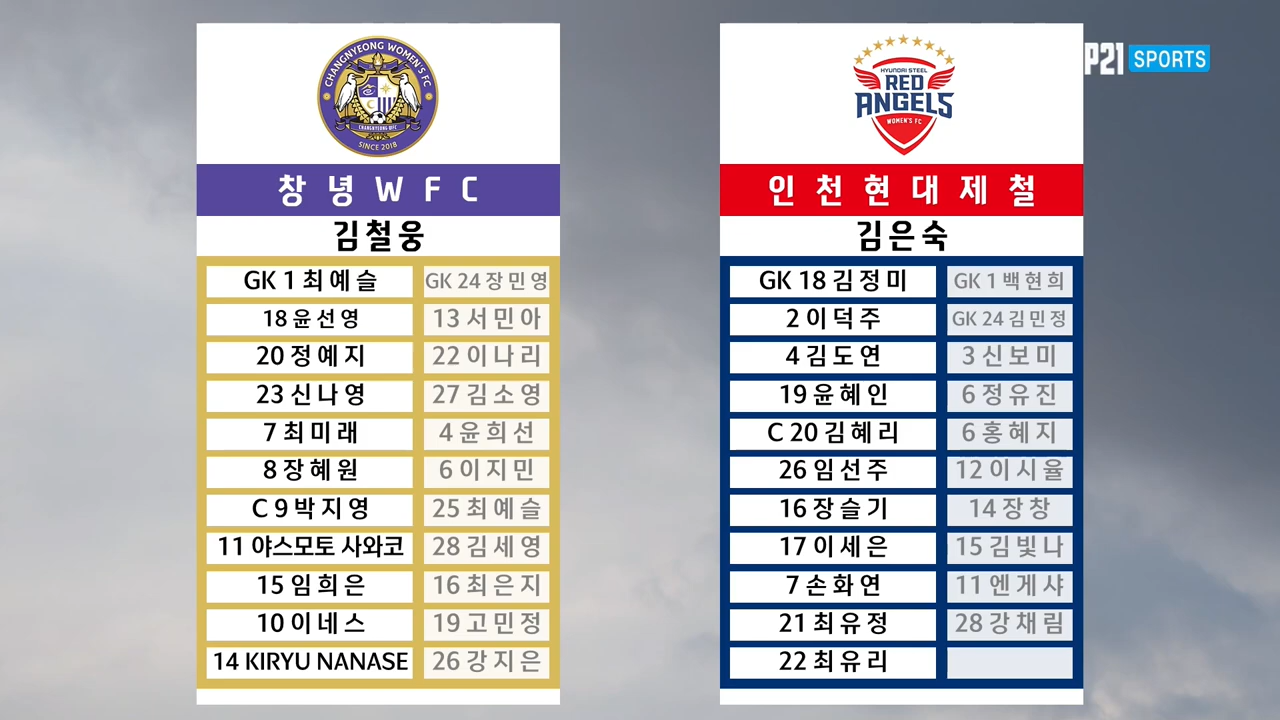 CHANGNYEONG WOMEN'S FC
CHANGNYEONG WFC
SINCE 2018
창녕WFC
김철웅
GK 1 최예슬
GK 24 장민영
18 윤선영
13 서민아
20 정예지
22 이나리
23 신나영
27 김소영
7 최미래
4 윤희선
8 장혜원
6 이지민
C 9 박지영
25 최예슬
11 야스모토 사와코
28 김세영
15 임희은
16 최은지
10 이네스
19 고민정
14 KIRYU NANASE
26 강지은
HYUNDAI STEEL
RED
ANGELS
WOMEN'S FC
인천현대제철
김은숙
GK 18 김정미
GK 1 백현희
2 이덕주
GK 24 김민정
4 김도연
3 신보미
19 윤혜인
6 정유진
C 20 김혜리
6 홍혜지
26 임선주
12 이시율
16 장슬기
14 장창
17 이세은
15 김빛나
7 손화연
11 엔게샤
21 최유정
28 강채림
22 최유리
P21 SPORTS